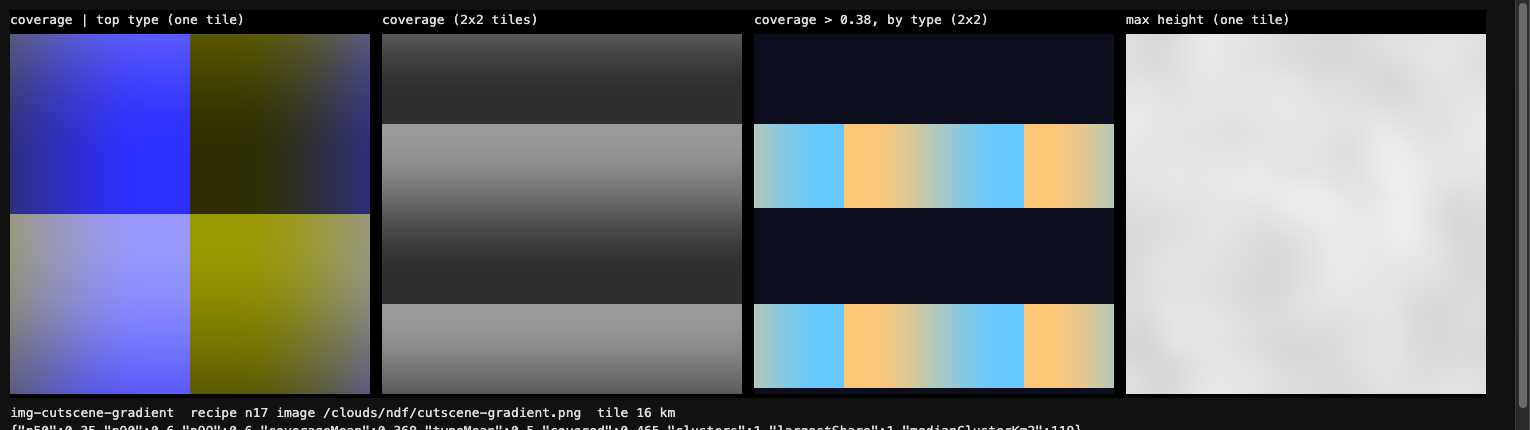 coverage | top type (one tile)
coverage (2x2 tiles)
coverage > 0.38, by type (2x2)
max height (one tile)
img-cutscene-gradient  recipe n17 image /clouds/ndf/cutscene-gradient.png  tile 16 km